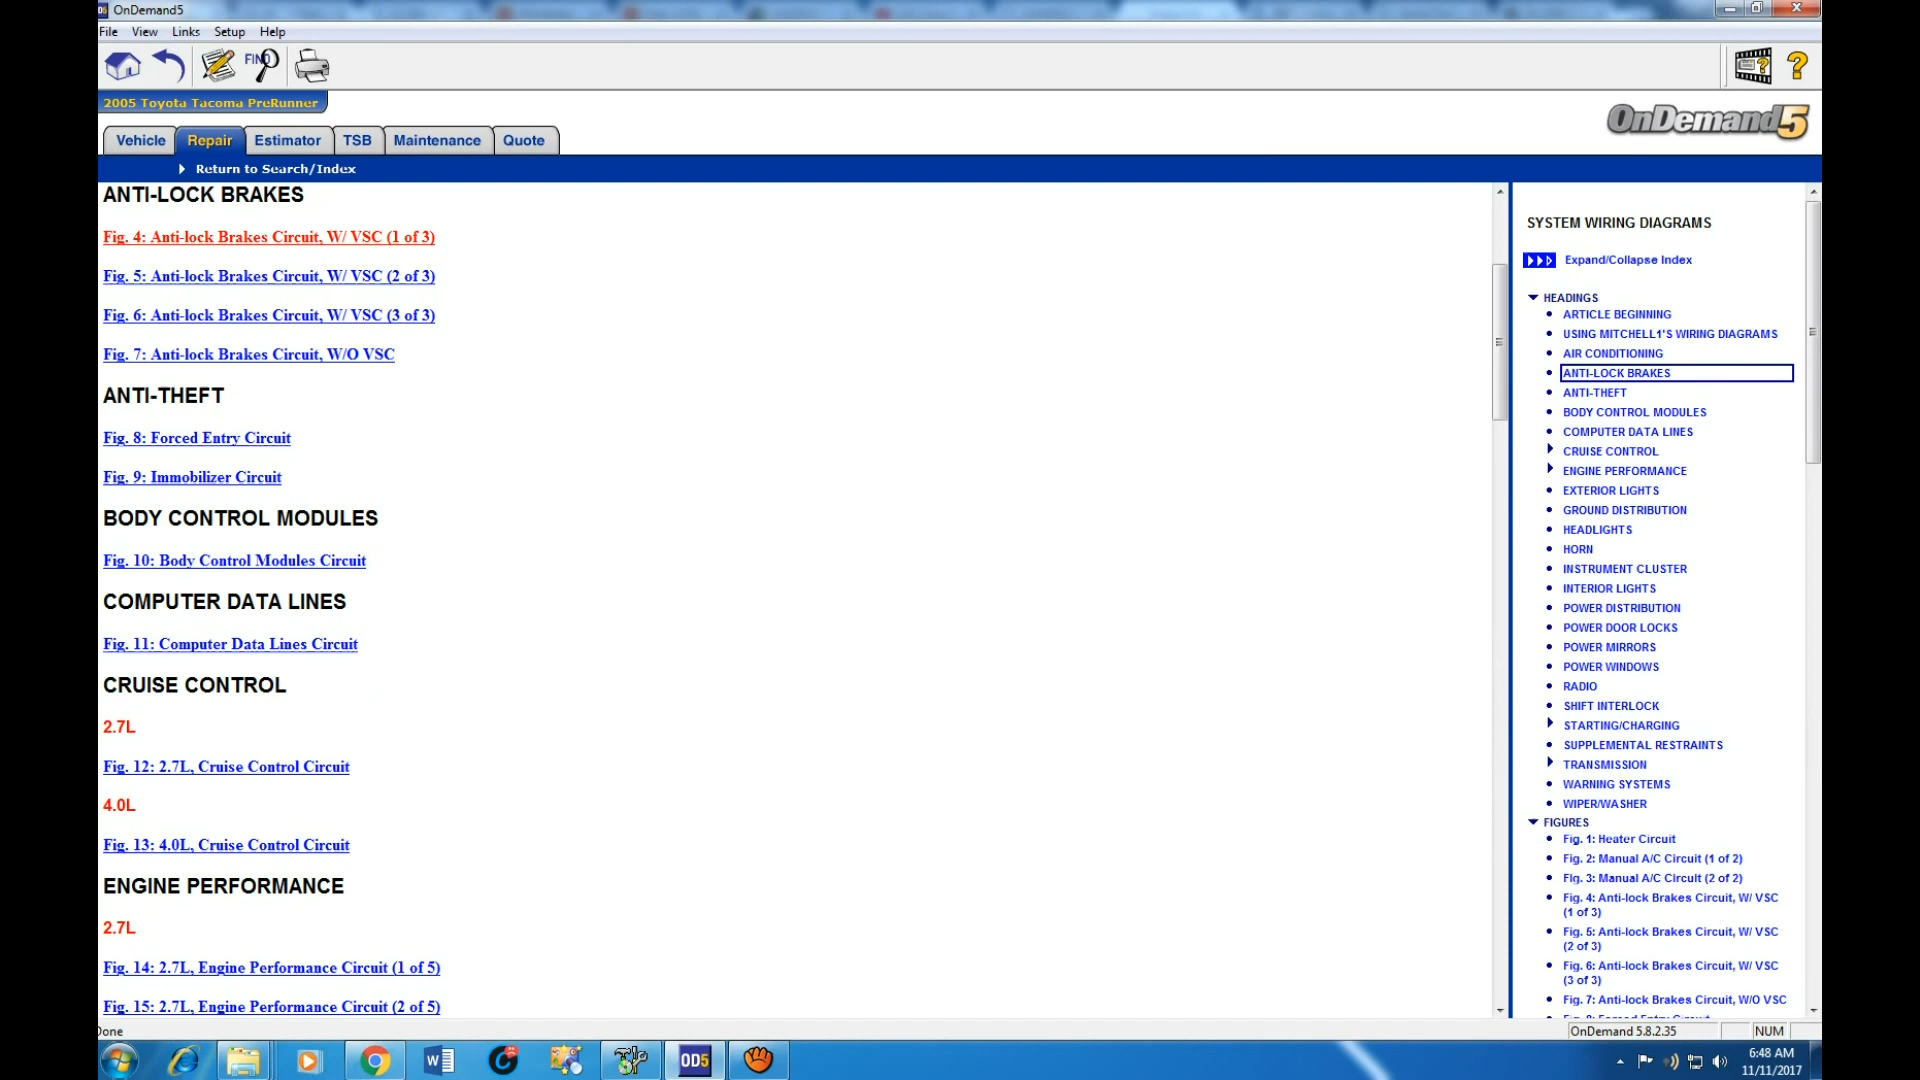 OnDemand5
File View Links Setup Help
FIND
2005 Toyota Tacoma PreRunner
OnDemand5
Vehicle Repair Estimator TSB Maintenance Quote
Return to Search/Index
ANTI-LOCK BRAKES
Fig. 4: Anti-lock Brakes Circuit, W/ VSC (1 of 3)
Fig. 5: Anti-lock Brakes Circuit, W/ VSC (2 of 3)
Fig. 6: Anti-lock Brakes Circuit, W/ VSC (3 of 3)
Fig. 7: Anti-lock Brakes Circuit, W/O VSC
ANTI-THEFT
Fig. 8: Forced Entry Circuit
Fig. 9: Immobilizer Circuit
BODY CONTROL MODULES
Fig. 10: Body Control Modules Circuit
COMPUTER DATA LINES
Fig. 11: Computer Data Lines Circuit
CRUISE CONTROL
2.7L
Fig. 12: 2.7L, Cruise Control Circuit
4.0L
Fig. 13: 4.0L, Cruise Control Circuit
ENGINE PERFORMANCE
2.7L
Fig. 14: 2.7L, Engine Performance Circuit (1 of 5)
Fig. 15: 2.7L, Engine Performance Circuit (2 of 5)
SYSTEM WIRING DIAGRAMS
Expand/Collapse Index
HEADINGS
ARTICLE BEGINNING
USING MITCHELL1'S WIRING DIAGRAMS
AIR CONDITIONING
ANTI-LOCK BRAKES
ANTI-THEFT
BODY CONTROL MODULES
COMPUTER DATA LINES
CRUISE CONTROL
ENGINE PERFORMANCE
EXTERIOR LIGHTS
GROUND DISTRIBUTION
HEADLIGHTS
HORN
INSTRUMENT CLUSTER
INTERIOR LIGHTS
POWER DISTRIBUTION
POWER DOOR LOCKS
POWER MIRRORS
POWER WINDOWS
RADIO
SHIFT INTERLOCK
STARTING/CHARGING
SUPPLEMENTAL RESTRAINTS
TRANSMISSION
WARNING SYSTEMS
WIPER/WASHER
FIGURES
Fig. 1: Heater Circuit
Fig. 2: Manual A/C Circuit (1 of 2)
Fig. 3: Manual A/C Circuit (2 of 2)
Fig. 4: Anti-lock Brakes Circuit, W/ VSC
(1 of 3)
Fig. 5: Anti-lock Brakes Circuit, W/ VSC
(2 of 3)
Fig. 6: Anti-lock Brakes Circuit, W/ VSC
(3 of 3)
Fig. 7: Anti-lock Brakes Circuit, W/O VSC
Fig. 8: Forced Entry Circuit
Done
OnDemand 5.8.2.35 NUM
OD5
6:48 AM
11/11/2017